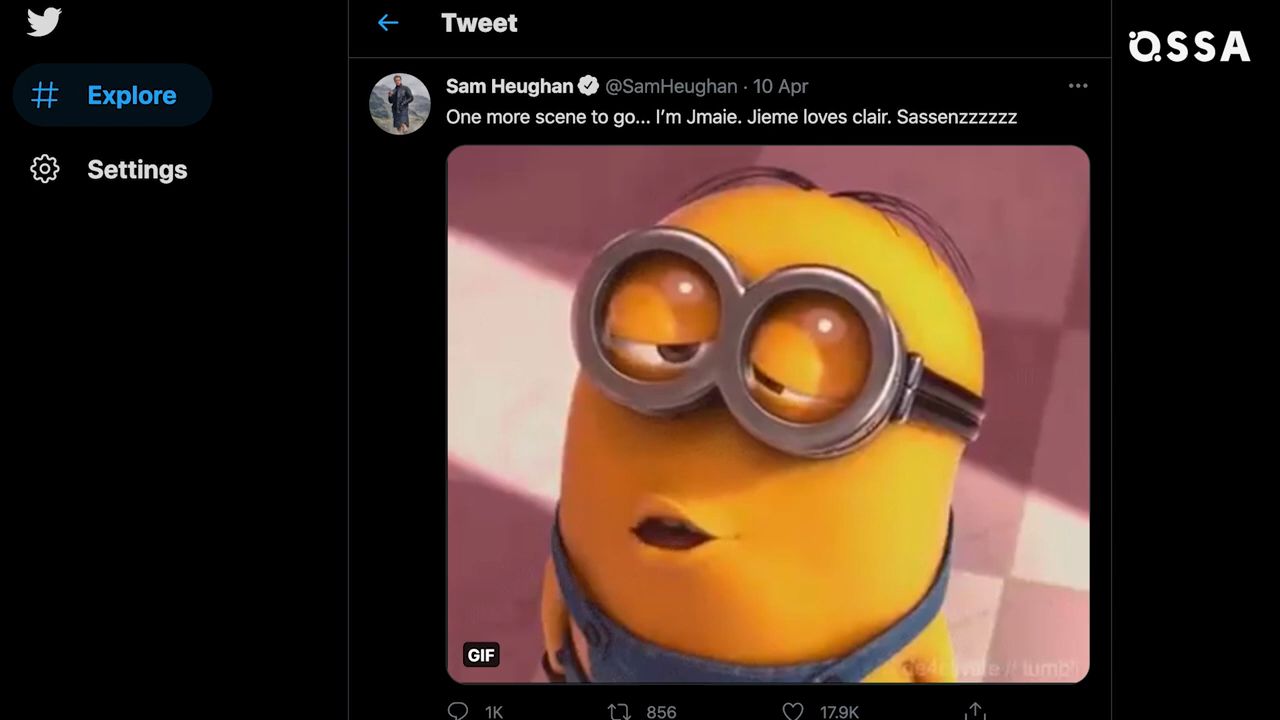 Tweet
OSSA
Explore
Settings
Sam Heughan @SamHeughan · 10 Apr
One more scene to go... I'm Jmaie. Jieme loves clair. Sassenzzzzzz
GIF
1K 856 17.9K